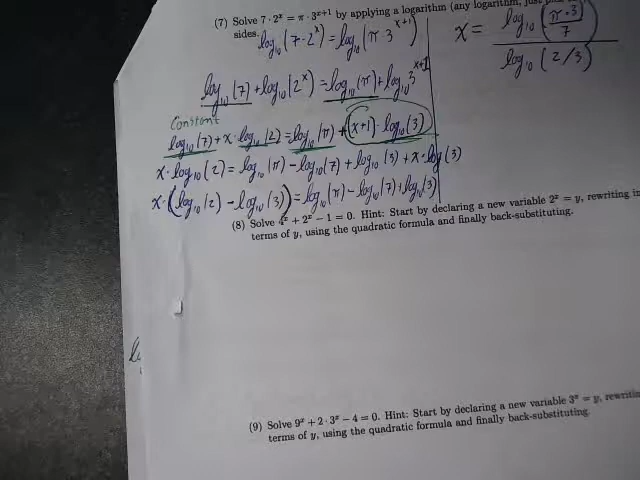 (7) Solve 7 · 2^x = π · 3^{x+1} by applying a logarithm (any logarithm, just
sides.
log₁₀(7·2^x) = log₁₀(π·3^{x+1})
log₁₀(7) + log₁₀(2^x) = log₁₀(π) + log₁₀ 3^{x+1}
Constant
log₁₀(7) + x·log₁₀(2) = log₁₀(π) + (x+1)·log₁₀(3)
x·log₁₀(2) = log₁₀(π) − log₁₀(7) + log₁₀(3) + x·log(3)
x·(log₁₀(2) − log₁₀(3)) = log₁₀(π) − log₁₀(7) + log₁₀(3)
x = log₁₀(π·3/7) / log₁₀(2/3)
(8) Solve 4^x + 2^x − 1 = 0. Hint: Start by declaring a new variable 2^x = y, rewriting in
terms of y, using the quadratic formula and finally back-substituting.
(9) Solve 9^x + 2 · 3^x − 4 = 0. Hint: Start by declaring a new variable 3^x = y,
terms of y, using the quadratic formula and finally back-substituting.